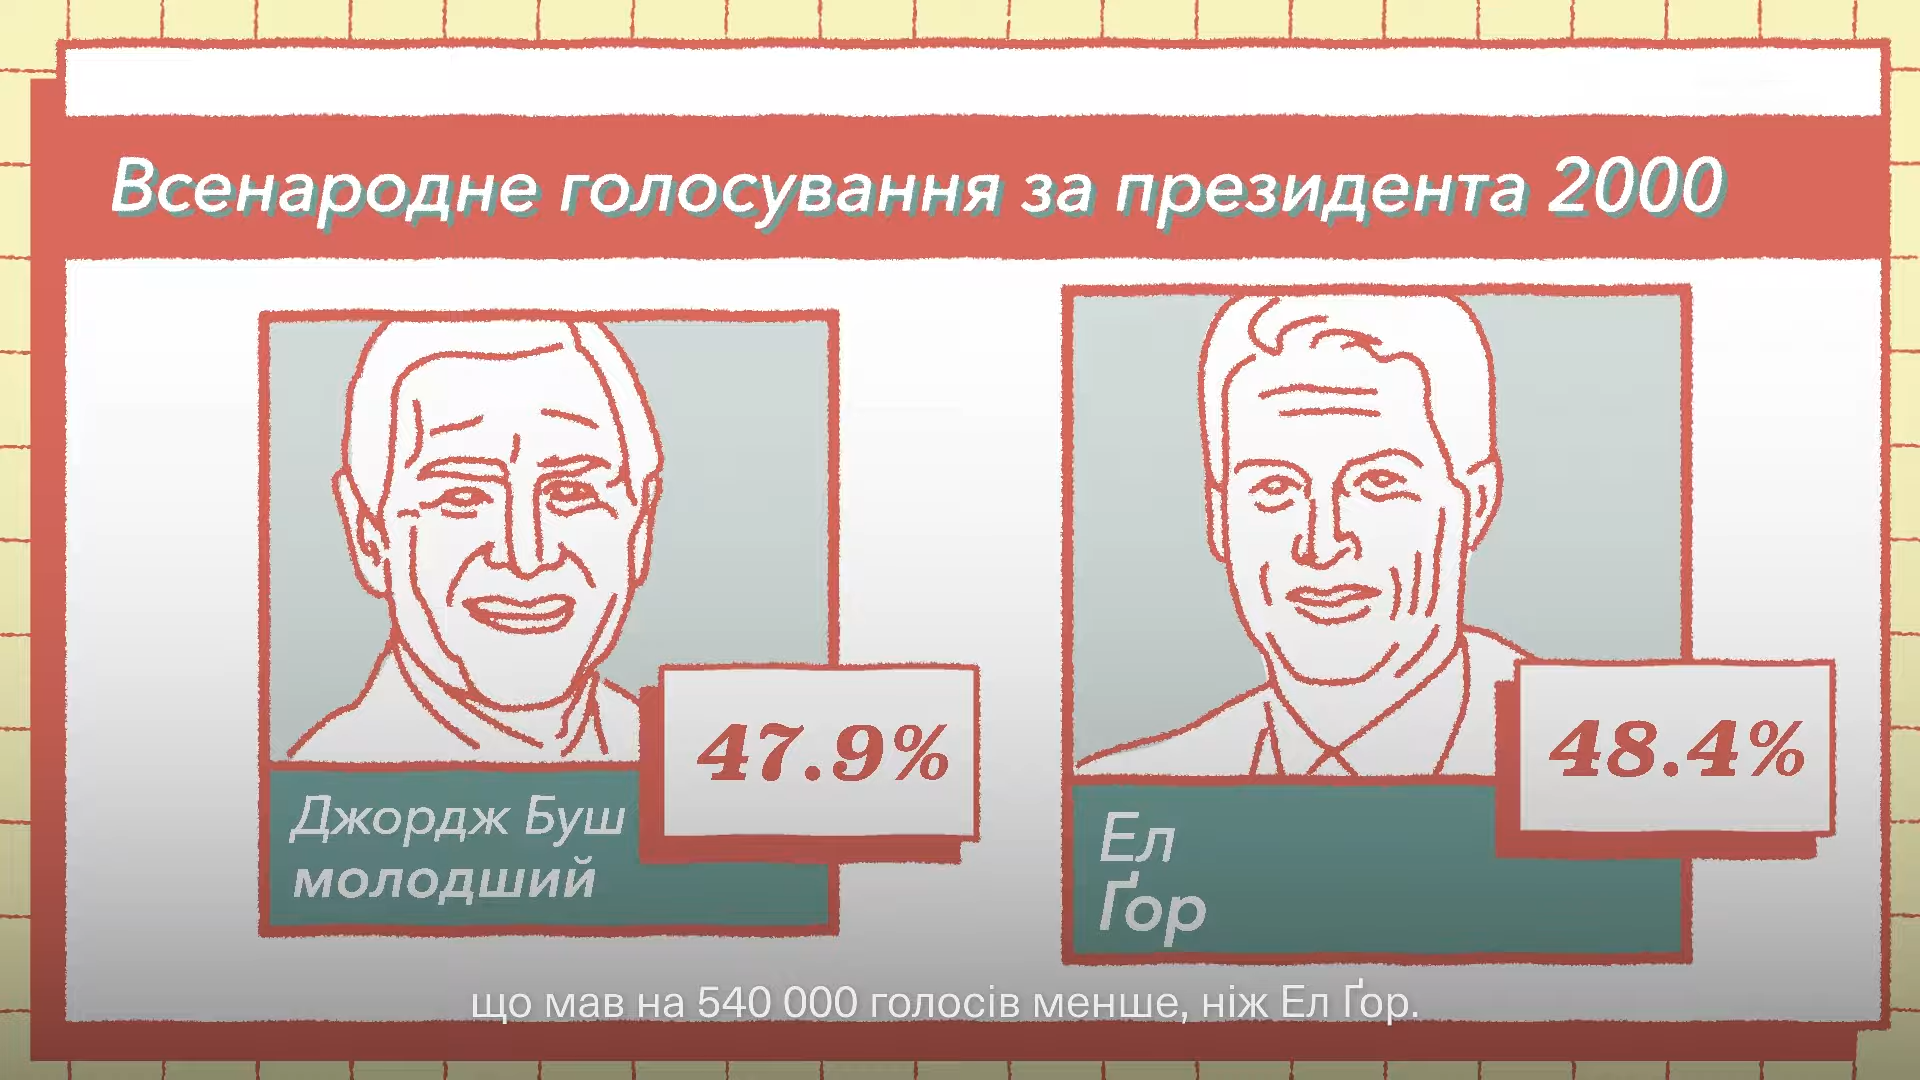 Всенародне голосування за президента 2000
47.9%
Джордж Буш
молодший
48.4%
Ел
Ґор
що мав на 540 000 голосів менше, ніж Ел Ґор.